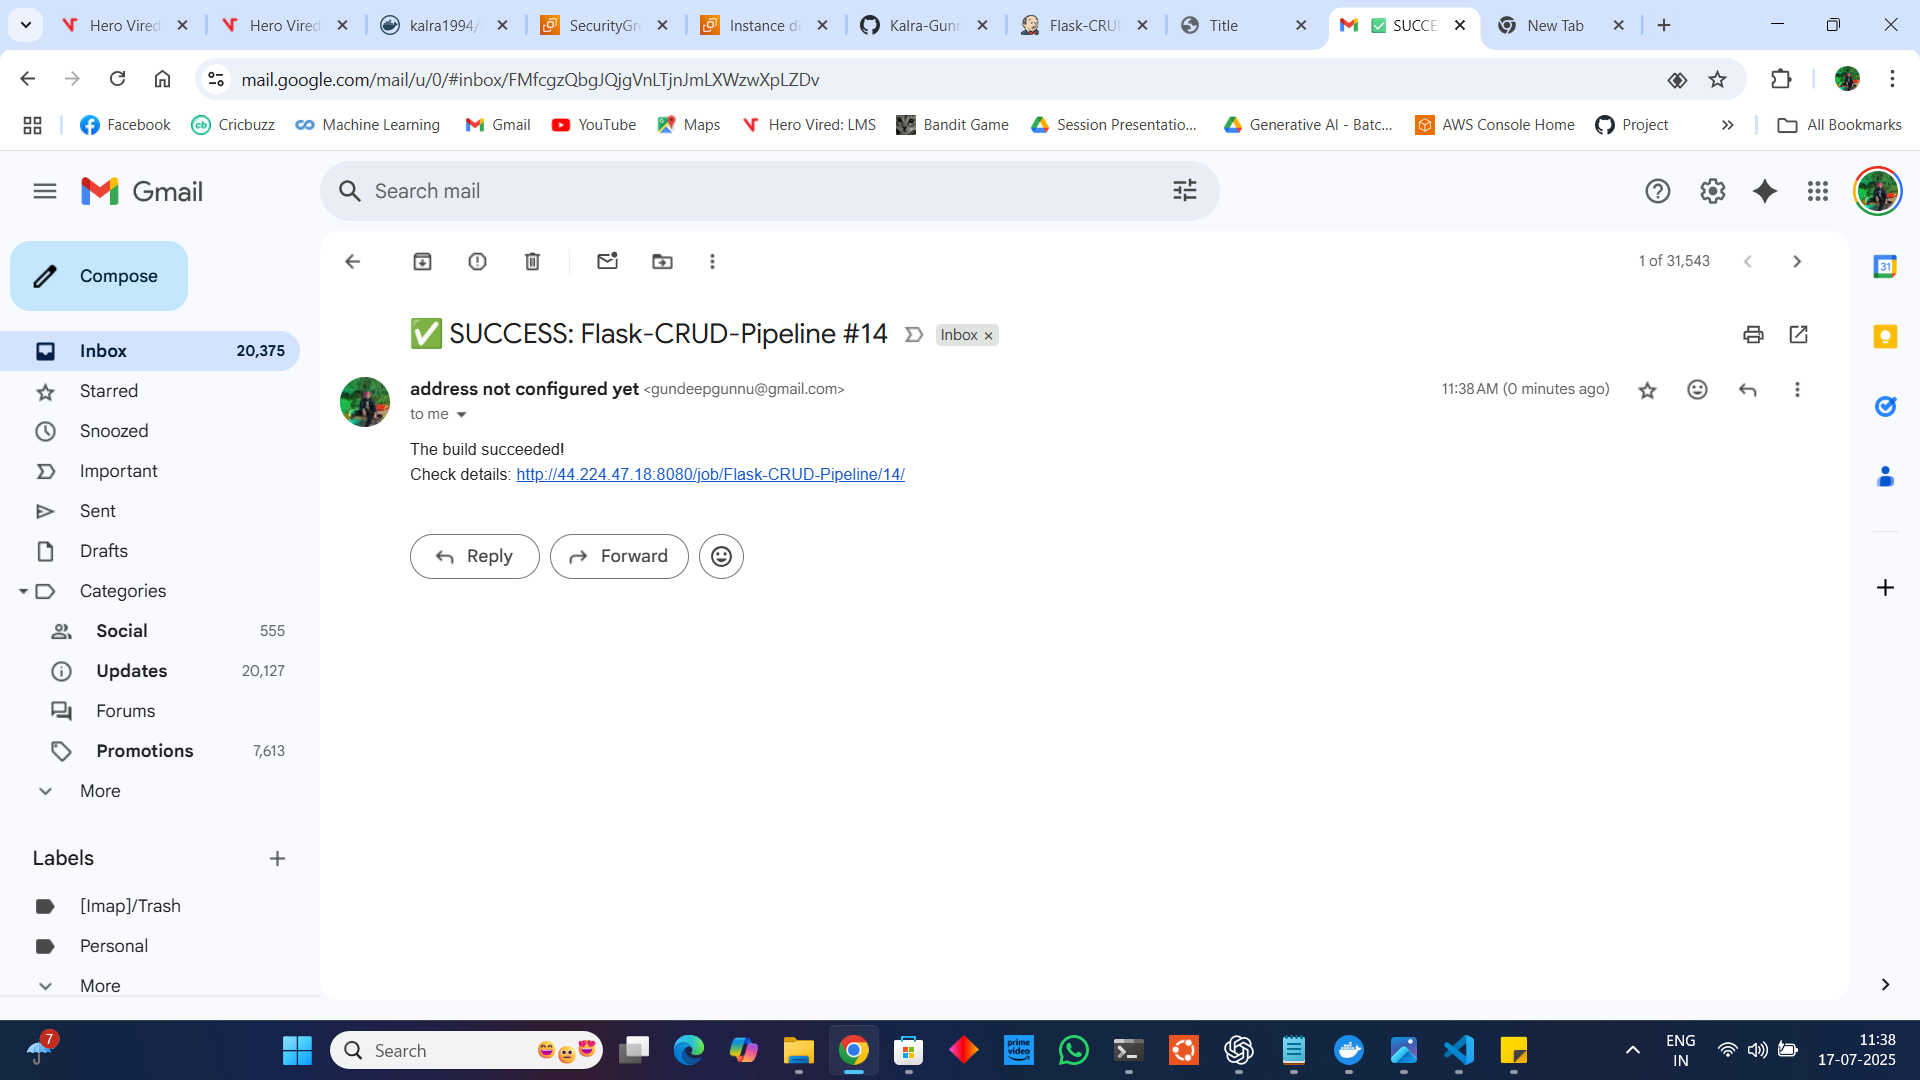 Hero Vired
Hero Vired
kalra1994/
SecurityGr
Instance de
Kalra-Gunn
Flask-CRUD
Title
SUCCE
New Tab
mail.google.com/mail/u/0/#inbox/FMfcgzQbgJQjgVnLTjnJmLXWzwXpLZDv
Facebook
Cricbuzz
Machine Learning
Gmail
YouTube
Maps
Hero Vired: LMS
Bandit Game
Session Presentatio...
Generative AI - Batc...
AWS Console Home
Project
All Bookmarks
Gmail
Search mail
Compose
1 of 31,543
31
✅ SUCCESS: Flask-CRUD-Pipeline #14
Inbox ×
Inbox 20,375
Starred
Snoozed
Important
Sent
Drafts
Categories
Social 555
Updates 20,127
Forums
Promotions 7,613
More
Labels
[Imap]/Trash
Personal
More
address not configured yet <gundeepgunnu@gmail.com>
11:38 AM (0 minutes ago)
to me
The build succeeded!
Check details: http://44.224.47.18:8080/job/Flask-CRUD-Pipeline/14/
Reply
Forward
7
Search
prime video
ENG
IN
11:38
17-07-2025